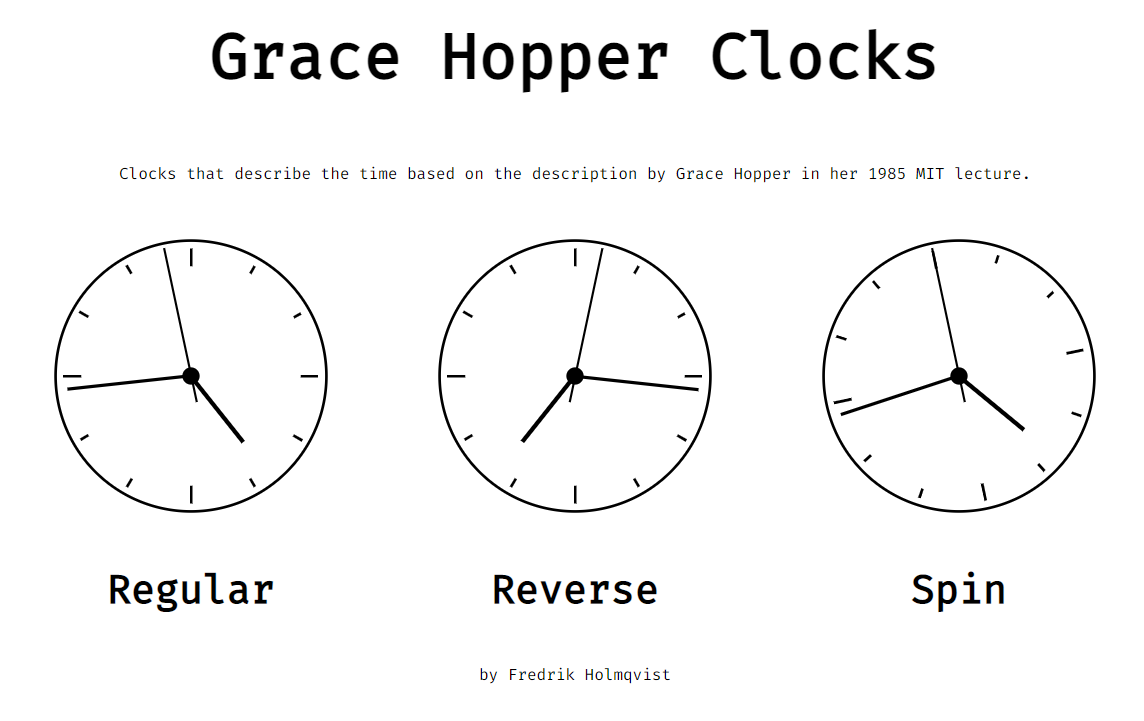 Grace Hopper Clocks
Clocks that describe the time based on the description by Grace Hopper in her 1985 MIT lecture.
Regular
Reverse
Spin
by Fredrik Holmqvist